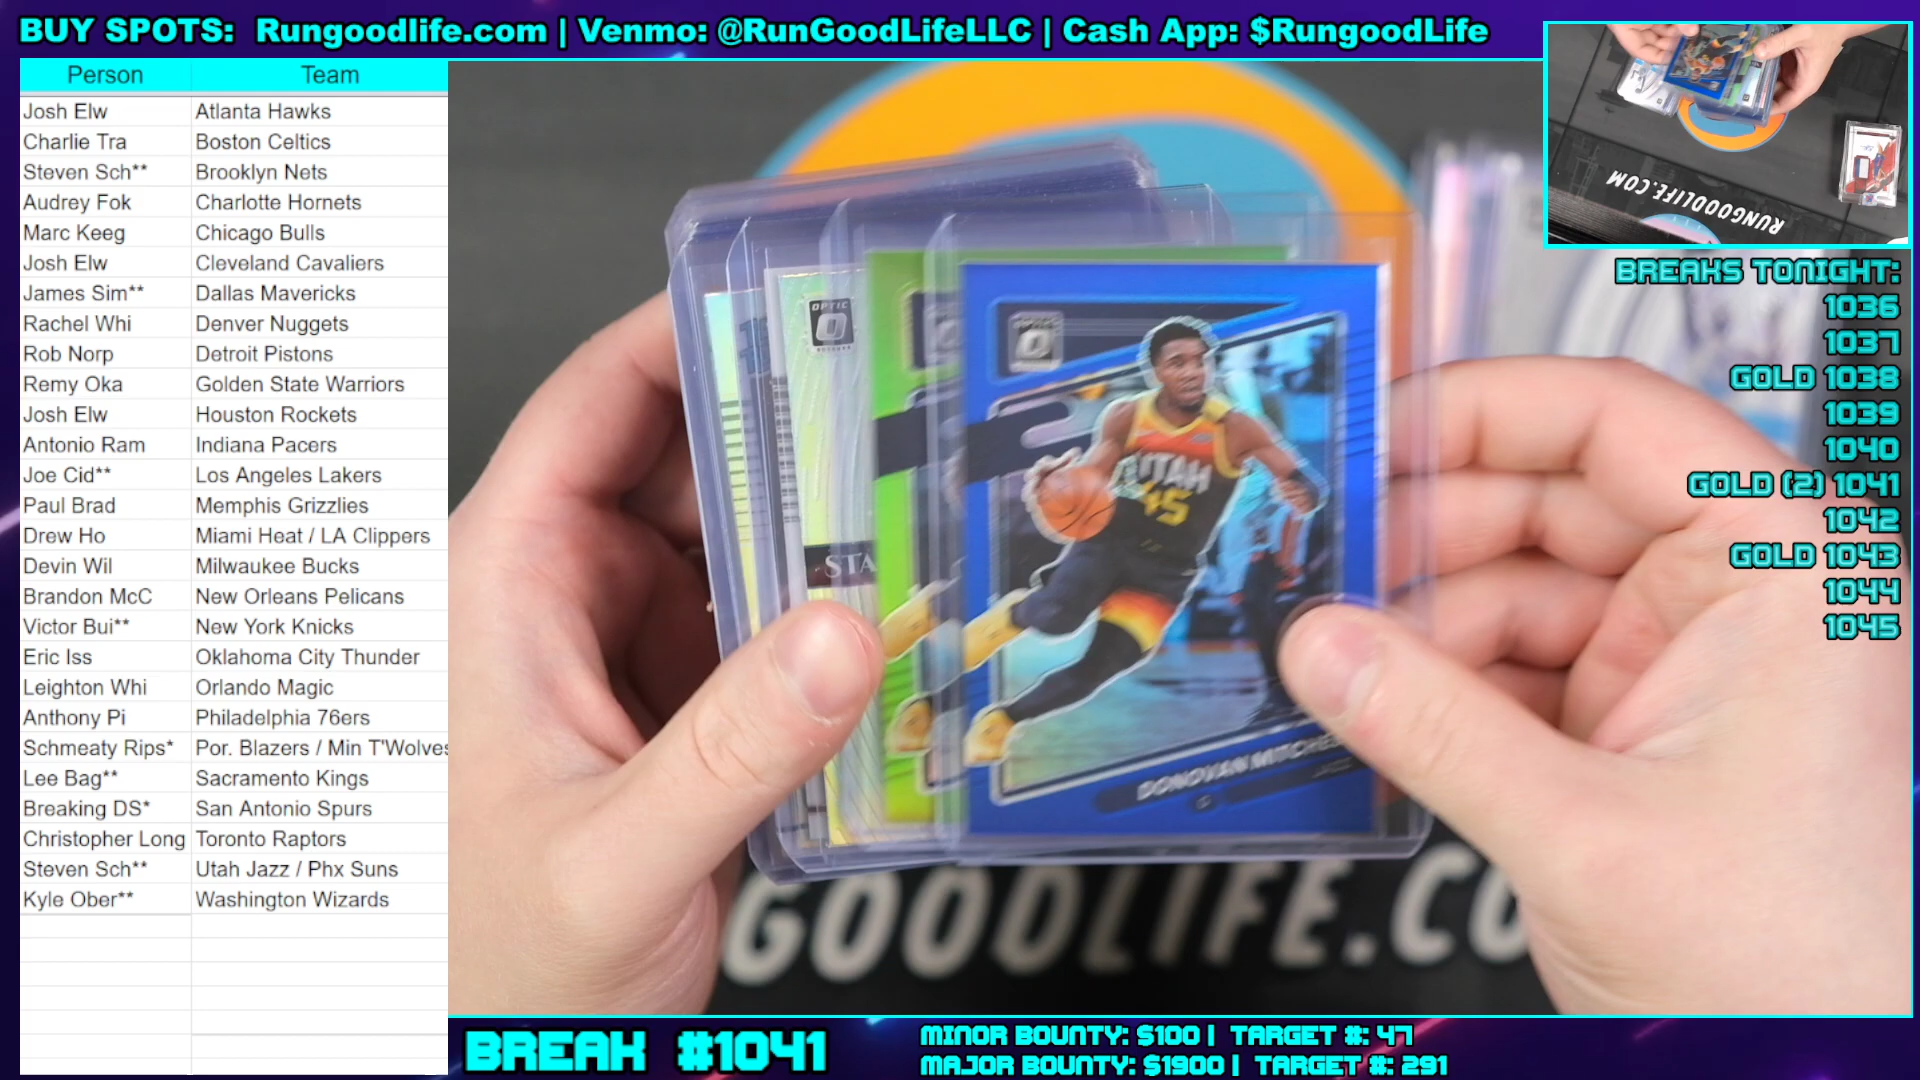 BUY SPOTS: Rungoodlife.com | Venmo: @RunGoodLifeLLC | Cash App: $RungoodLife
Person Team
Josh Elw Atlanta Hawks
Charlie Tra Boston Celtics
Steven Sch** Brooklyn Nets
Audrey Fok Charlotte Hornets
Marc Keeg Chicago Bulls
Josh Elw Cleveland Cavaliers
James Sim** Dallas Mavericks
Rachel Whi Denver Nuggets
Rob Norp Detroit Pistons
Remy Oka Golden State Warriors
Josh Elw Houston Rockets
Antonio Ram Indiana Pacers
Joe Cid** Los Angeles Lakers
Paul Brad Memphis Grizzlies
Drew Ho Miami Heat / LA Clippers
Devin Wil Milwaukee Bucks
Brandon McC New Orleans Pelicans
Victor Bui** New York Knicks
Eric Iss Oklahoma City Thunder
Leighton Whi Orlando Magic
Anthony Pi Philadelphia 76ers
Schmeaty Rips* Por. Blazers / Min T'Wolves
Lee Bag** Sacramento Kings
Breaking DS* San Antonio Spurs
Christopher Long Toronto Raptors
Steven Sch** Utah Jazz / Phx Suns
Kyle Ober** Washington Wizards
OPTIC
STA
UTAH
45
DONOVAN MITCHELL
JAZZ
GOODLIFE.CO
RUNGOODLIFE.COM
BREAKS TONIGHT:
1036
1037
GOLD 1038
1039
1040
GOLD (2) 1041
1042
GOLD 1043
1044
1045
BREAK #1041
MINOR BOUNTY: $100 | TARGET #: 47
MAJOR BOUNTY: $1900 | TARGET #: 291